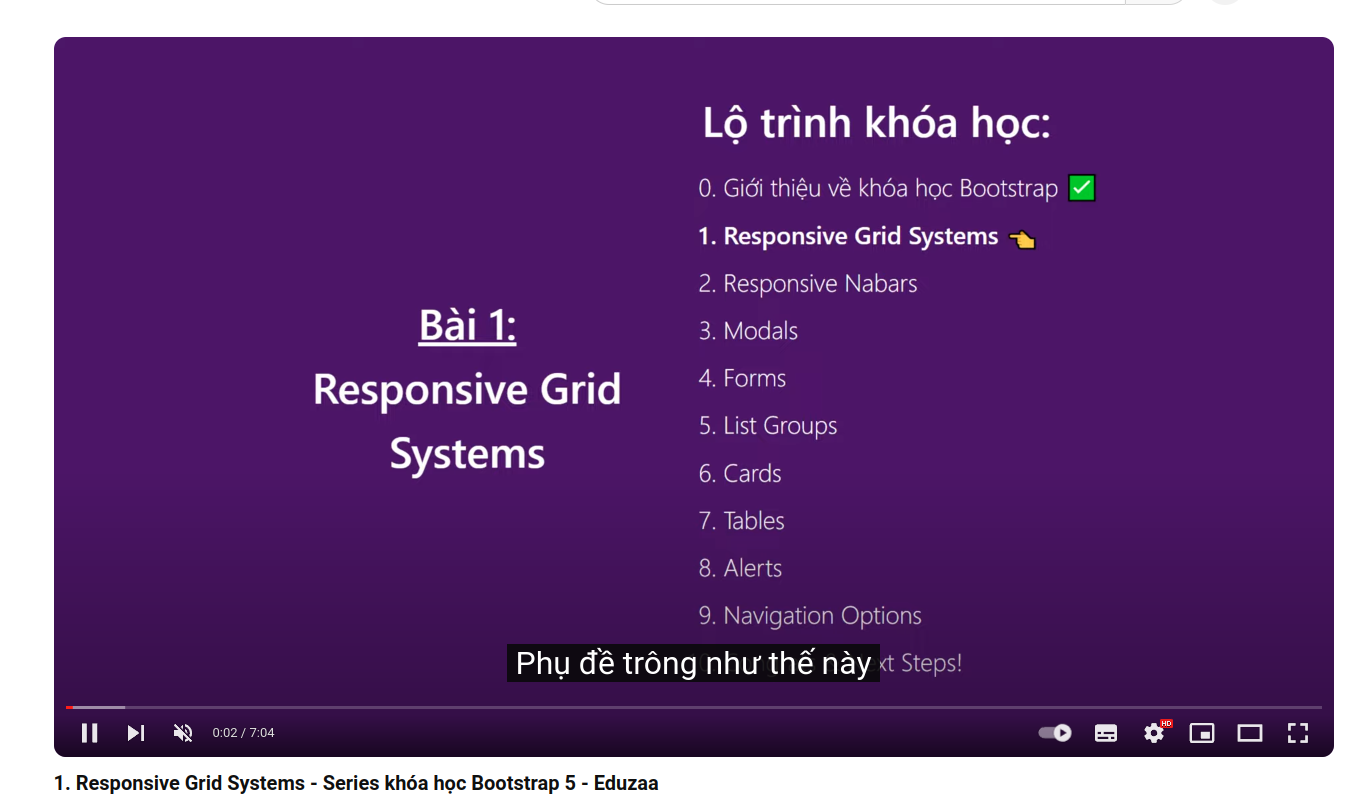 Lộ trình khóa học:
0. Giới thiệu về khóa học Bootstrap
1. Responsive Grid Systems
2. Responsive Nabars
3. Modals
4. Forms
5. List Groups
6. Cards
7. Tables
8. Alerts
9. Navigation Options
Steps!
Bài 1:
Responsive Grid
Systems
Phụ đề trông như thế này
0:02 / 7:04
HD
1. Responsive Grid Systems - Series khóa học Bootstrap 5 - Eduzaa